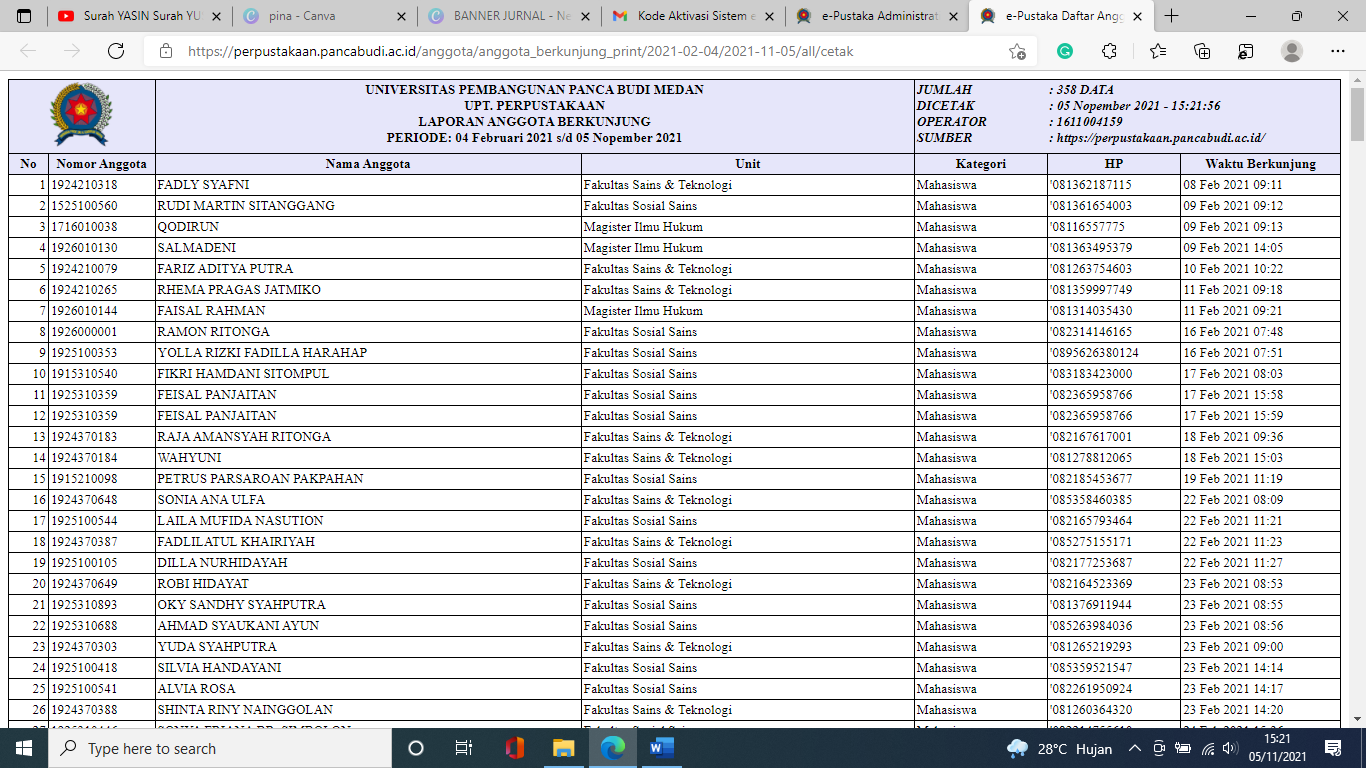 Surah YASIN Surah YU
pina - Canva
BANNER JURNAL - Ne
Kode Aktivasi Sistem e
e-Pustaka Administrat
e-Pustaka Daftar Angg
https://perpustakaan.pancabudi.ac.id/anggota/anggota_berkunjung_print/2021-02-04/2021-11-05/all/cetak
UNIVERSITAS PEMBANGUNAN PANCA BUDI MEDAN
UPT. PERPUSTAKAAN
LAPORAN ANGGOTA BERKUNJUNG
PERIODE: 04 Februari 2021 s/d 05 Nopember 2021
JUMLAH : 358 DATA
DICETAK : 05 Nopember 2021 - 15:21:56
OPERATOR : 1611004159
SUMBER : https://perpustakaan.pancabudi.ac.id/
No Nomor Anggota Nama Anggota Unit Kategori HP Waktu Berkunjung
1 1924210318 FADLY SYAFNI Fakultas Sains & Teknologi Mahasiswa '081362187115 08 Feb 2021 09:11
2 1525100560 RUDI MARTIN SITANGGANG Fakultas Sosial Sains Mahasiswa '081361654003 09 Feb 2021 09:12
3 1716010038 QODIRUN Magister Ilmu Hukum Mahasiswa '08116557775 09 Feb 2021 09:13
4 1926010130 SALMADENI Magister Ilmu Hukum Mahasiswa '081363495379 09 Feb 2021 14:05
5 1924210079 FARIZ ADITYA PUTRA Fakultas Sains & Teknologi Mahasiswa '081263754603 10 Feb 2021 10:22
6 1924210265 RHEMA PRAGAS JATMIKO Fakultas Sains & Teknologi Mahasiswa '081359997749 11 Feb 2021 09:18
7 1926010144 FAISAL RAHMAN Magister Ilmu Hukum Mahasiswa '081314035430 11 Feb 2021 09:21
8 1926000001 RAMON RITONGA Fakultas Sosial Sains Mahasiswa '082314146165 16 Feb 2021 07:48
9 1925100353 YOLLA RIZKI FADILLA HARAHAP Fakultas Sosial Sains Mahasiswa '0895626380124 16 Feb 2021 07:51
10 1915310540 FIKRI HAMDANI SITOMPUL Fakultas Sosial Sains Mahasiswa '083183423000 17 Feb 2021 08:03
11 1925310359 FEISAL PANJAITAN Fakultas Sosial Sains Mahasiswa '082365958766 17 Feb 2021 15:58
12 1925310359 FEISAL PANJAITAN Fakultas Sosial Sains Mahasiswa '082365958766 17 Feb 2021 15:59
13 1924370183 RAJA AMANSYAH RITONGA Fakultas Sains & Teknologi Mahasiswa '082167617001 18 Feb 2021 09:36
14 1924370184 WAHYUNI Fakultas Sains & Teknologi Mahasiswa '081278812065 18 Feb 2021 15:03
15 1915210098 PETRUS PARSAROAN PAKPAHAN Fakultas Sosial Sains Mahasiswa '082185453677 19 Feb 2021 11:19
16 1924370648 SONIA ANA ULFA Fakultas Sains & Teknologi Mahasiswa '085358460385 22 Feb 2021 08:09
17 1925100544 LAILA MUFIDA NASUTION Fakultas Sosial Sains Mahasiswa '082165793464 22 Feb 2021 11:21
18 1924370387 FADLILATUL KHAIRIYAH Fakultas Sains & Teknologi Mahasiswa '085275155171 22 Feb 2021 11:23
19 1925100105 DILLA NURHIDAYAH Fakultas Sosial Sains Mahasiswa '082177253687 22 Feb 2021 11:27
20 1924370649 ROBI HIDAYAT Fakultas Sains & Teknologi Mahasiswa '082164523369 23 Feb 2021 08:53
21 1925310893 OKY SANDHY SYAHPUTRA Fakultas Sosial Sains Mahasiswa '081376911944 23 Feb 2021 08:55
22 1925310688 AHMAD SYAUKANI AYUN Fakultas Sosial Sains Mahasiswa '085263984036 23 Feb 2021 08:56
23 1924370303 YUDA SYAHPUTRA Fakultas Sains & Teknologi Mahasiswa '081265219293 23 Feb 2021 09:00
24 1925100418 SILVIA HANDAYANI Fakultas Sosial Sains Mahasiswa '085359521547 23 Feb 2021 14:14
25 1925100541 ALVIA ROSA Fakultas Sosial Sains Mahasiswa '082261950924 23 Feb 2021 14:17
26 1924370388 SHINTA RINY NAINGGOLAN Fakultas Sains & Teknologi Mahasiswa '081260364320 23 Feb 2021 14:20
Type here to search
28°C Hujan
15:21
05/11/2021